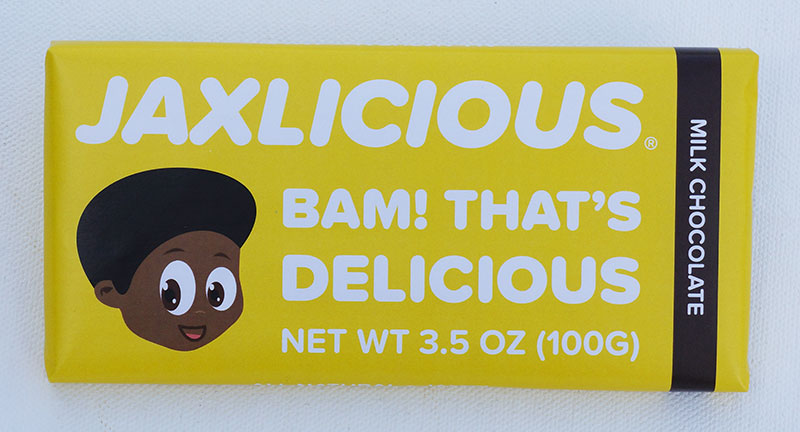 JAXLICIOUS®
BAM! THAT'S
DELICIOUS
NET WT 3.5 OZ (100G)
MILK CHOCOLATE